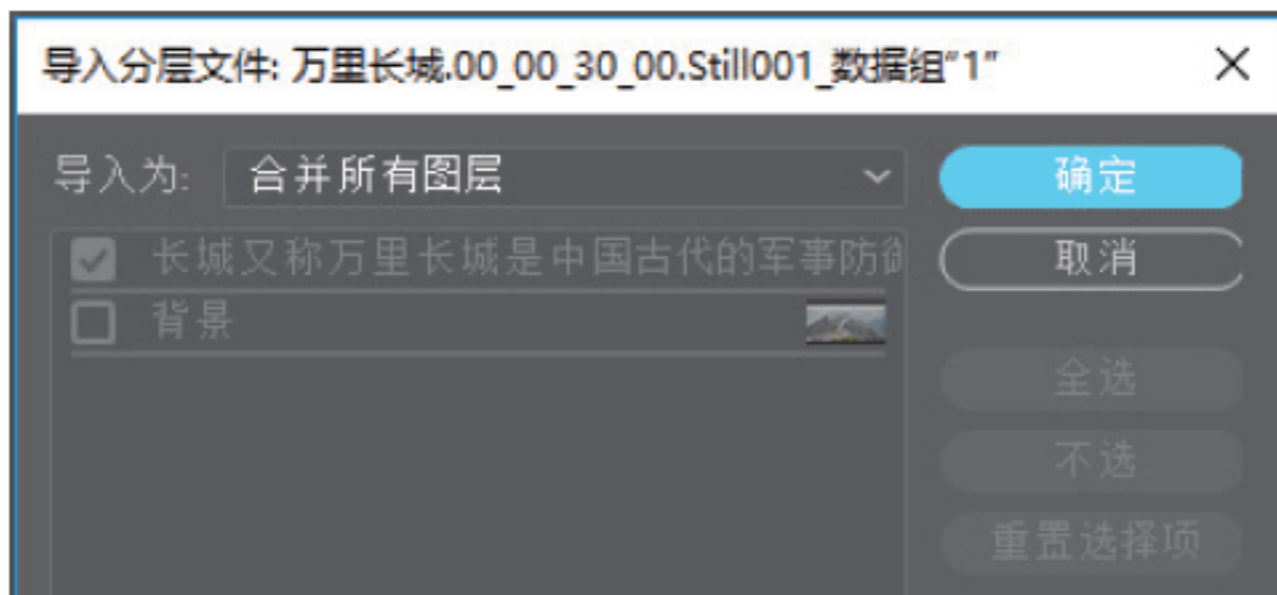 导入分层文件: 万里长城.00_00_30_00.Still001_数据组"1"
导入为: 合并所有图层 确定
长城又称万里长城是中国古代的军事防御 取消
背景
全选
不选
重置选择项